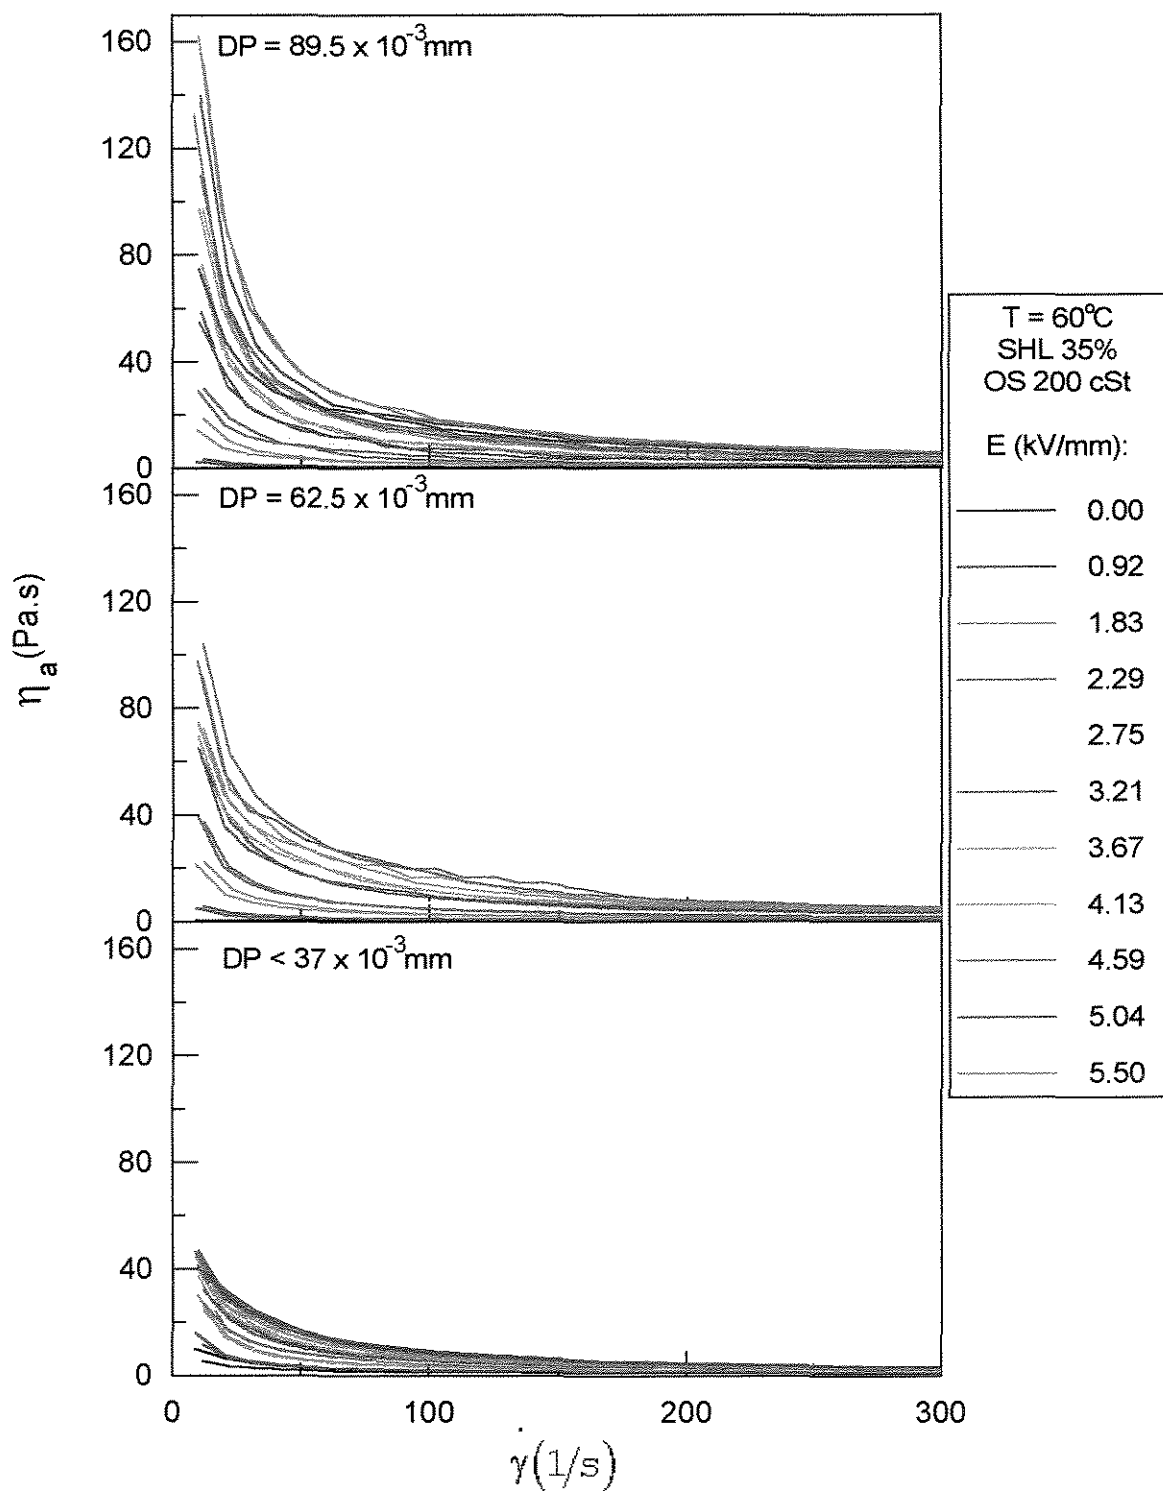 160
DP = 89.5 x 10⁻³mm
120
80
40
0
160
DP = 62.5 x 10⁻³mm
120
80
40
0
160
DP < 37 x 10⁻³mm
120
80
40
0
0 100 200 300
ηₐ(Pa.s)
γ̇(1/s)
T = 60°C
SHL 35%
OS 200 cSt
E (kV/mm):
0.00
0.92
1.83
2.29
2.75
3.21
3.67
4.13
4.59
5.04
5.50